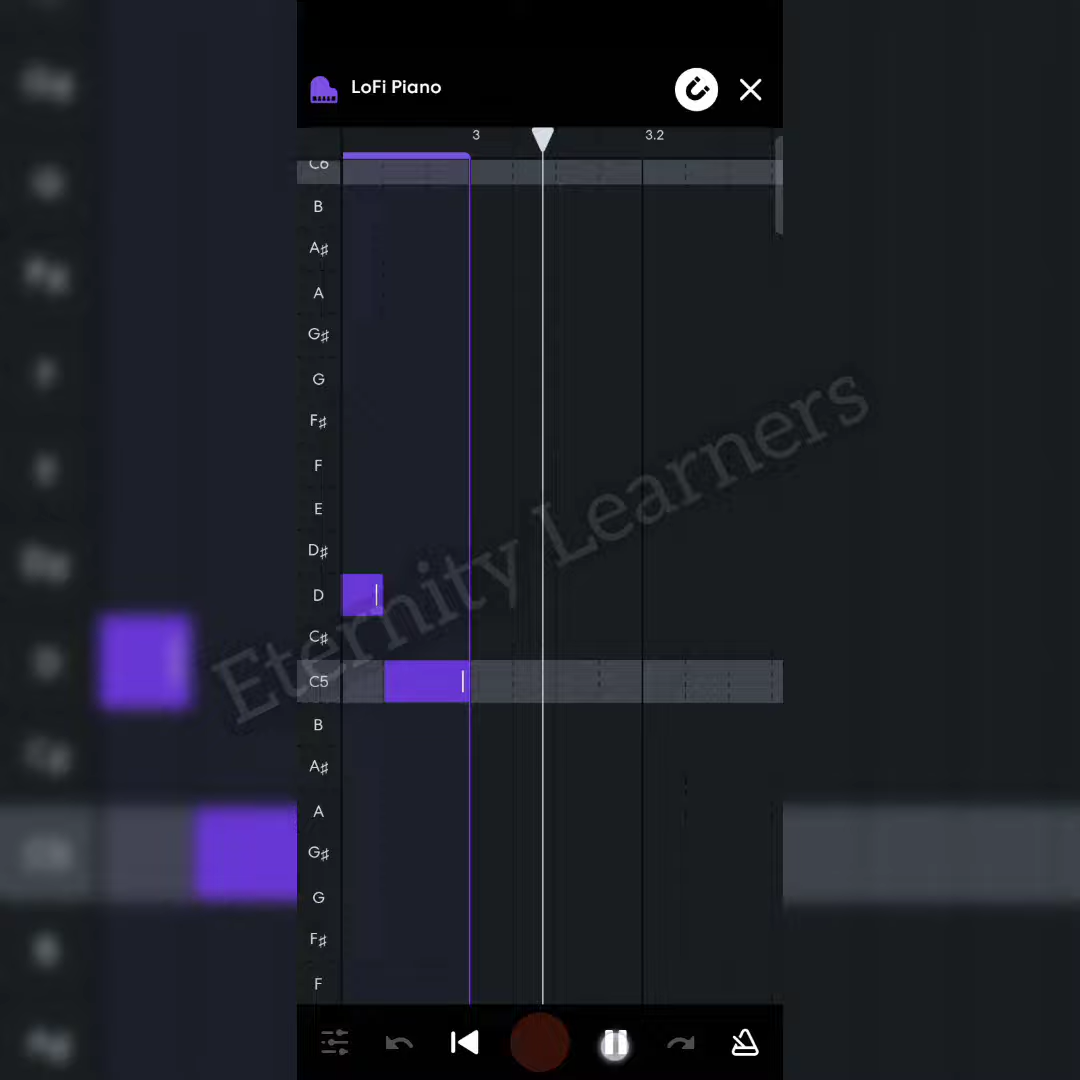 LoFi Piano
3 3.2
C6
B
A♯
A
G♯
G
F♯
F
E
D♯
D
C♯
C5
B
A♯
A
G♯
G
F♯
F
Eternity Learners